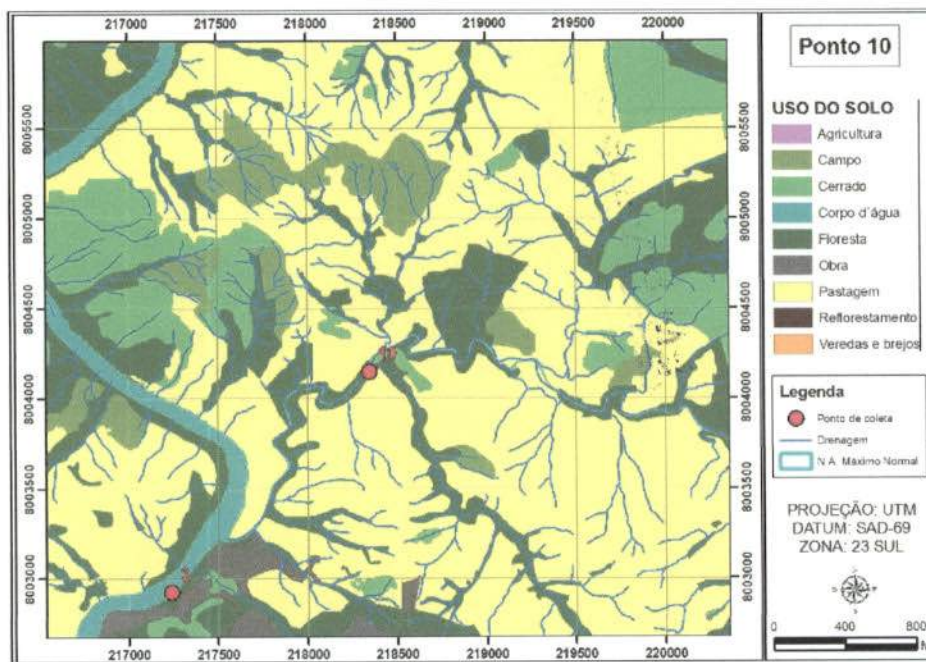 217000 217500 218000 218500 219000 219500 220000
Ponto 10
USO DO SOLO
Agricultura
Campo
Cerrado
Corpo d´água
Floresta
Obra
Pastagem
Reflorestamento
Veredas e brejos
Legenda
Ponto de coleta
Drenagem
N.A. Máximo Normal
PROJEÇÃO: UTM
DATUM: SAD-69
ZONA: 23 SUL
0 400 800
8005500 8005500
8005000 8005000
8004500 8004500
10
8004000 8004000
8003500 8003500
8003000 8003000
217000 217500 218000 218500 219000 219500 220000